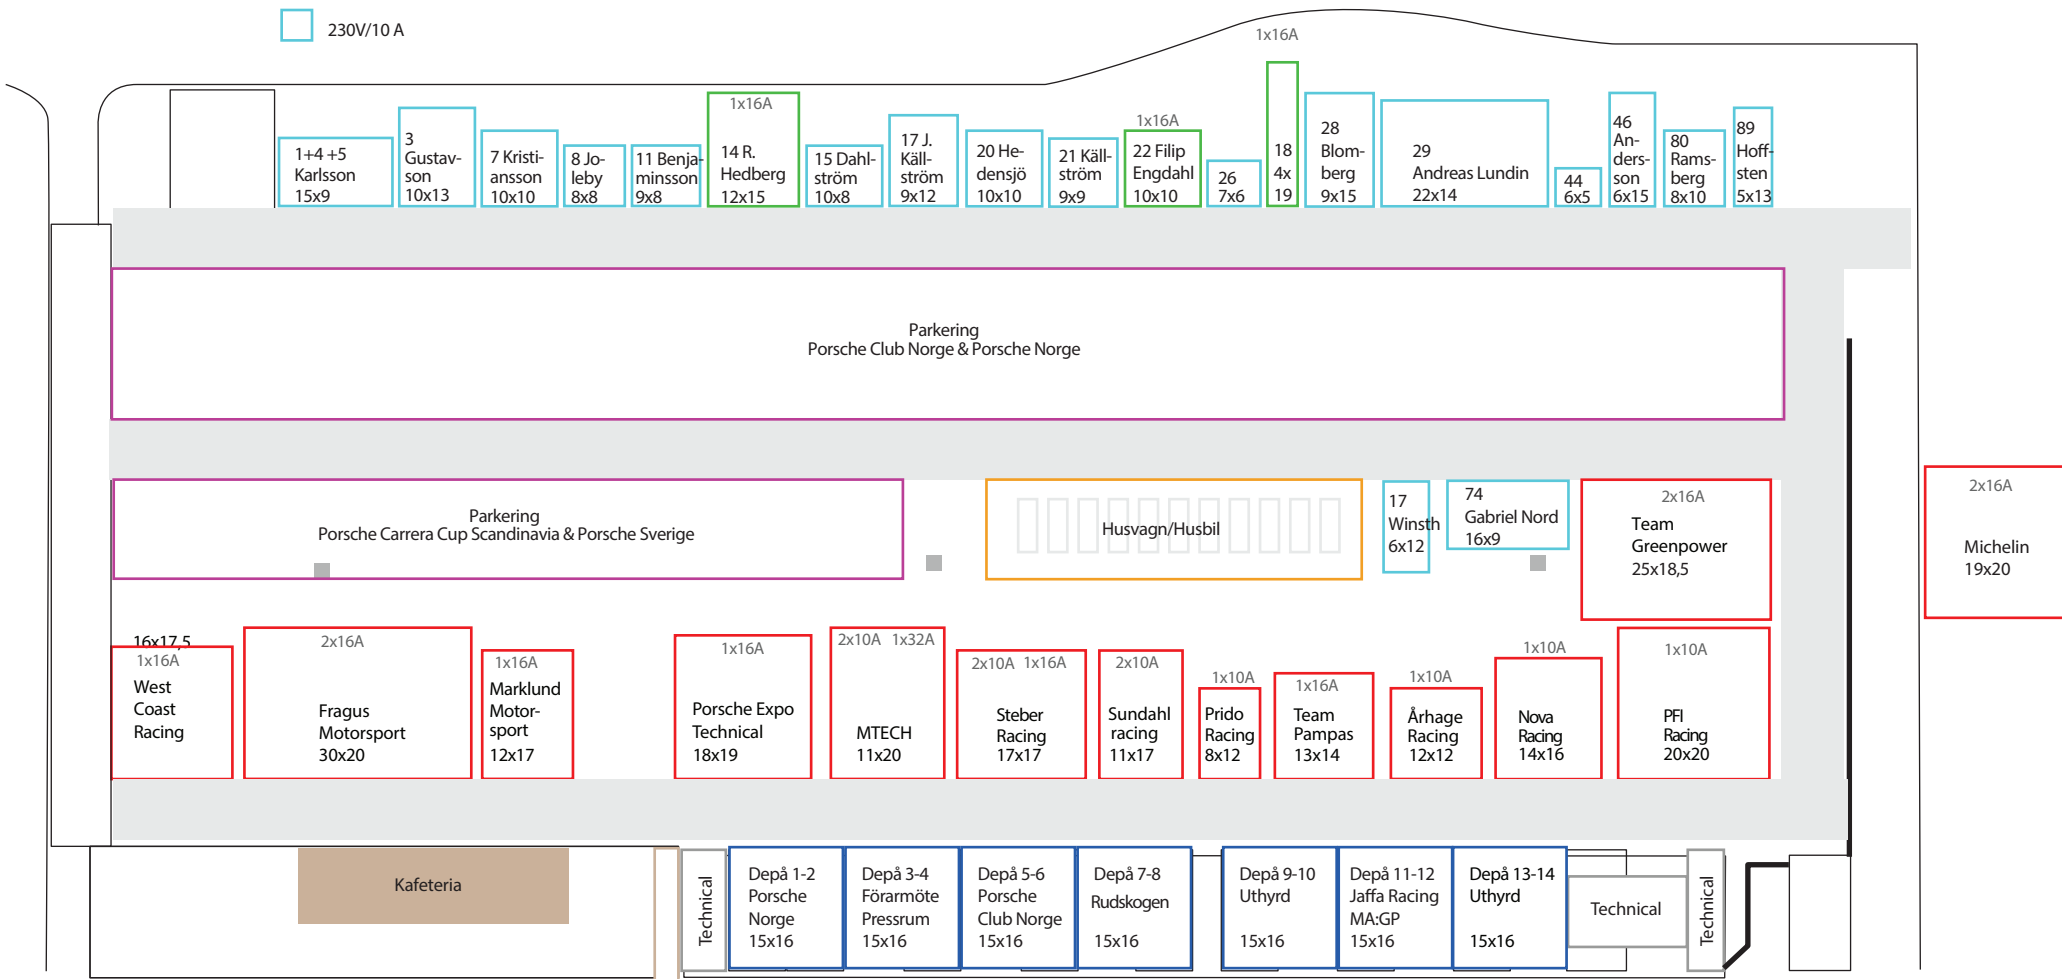 230V/10 A
1x16A
1+4 +5
Karlsson
15x9
3
Gustav-
son
10x13
7 Kristi-
ansson
10x10
8 Jo-
leby
8x8
11 Benja-
minsson
9x8
1x16A
14 R.
Hedberg
12x15
15 Dahl-
ström
10x8
17 J.
Käll-
ström
9x12
20 He-
densjö
10x10
21 Käll-
ström
9x9
1x16A
22 Filip
Engdahl
10x10
26
7x6
18
4x
19
28
Blom-
berg
9x15
29
Andreas Lundin
22x14
44
6x5
46
An-
ders-
son
6x15
80
Rams-
berg
8x10
89
Hoff-
sten
5x13
Parkering
Porsche Club Norge & Porsche Norge
Parkering
Porsche Carrera Cup Scandinavia & Porsche Sverige
Husvagn/Husbil
17
Winsth
6x12
74
Gabriel Nord
16x9
2x16A
Team
Greenpower
25x18,5
2x16A
Michelin
19x20
16x17,5
1x16A
West
Coast
Racing
2x16A
Fragus
Motorsport
30x20
1x16A
Marklund
Motor-
sport
12x17
1x16A
Porsche Expo
Technical
18x19
2x10A 1x32A
MTECH
11x20
2x10A 1x16A
Steber
Racing
17x17
2x10A
Sundahl
racing
11x17
1x10A
Prido
Racing
8x12
1x16A
Team
Pampas
13x14
1x10A
Århage
Racing
12x12
1x10A
Nova
Racing
14x16
1x10A
PFI
Racing
20x20
Kafeteria
Technical
Depå 1-2
Porsche
Norge
15x16
Depå 3-4
Förarmöte
Pressrum
15x16
Depå 5-6
Porsche
Club Norge
15x16
Depå 7-8
Rudskogen
15x16
Depå 9-10
Uthyrd
15x16
Depå 11-12
Jaffa Racing
MA:GP
15x16
Depå 13-14
Uthyrd
15x16
Technical
Technical